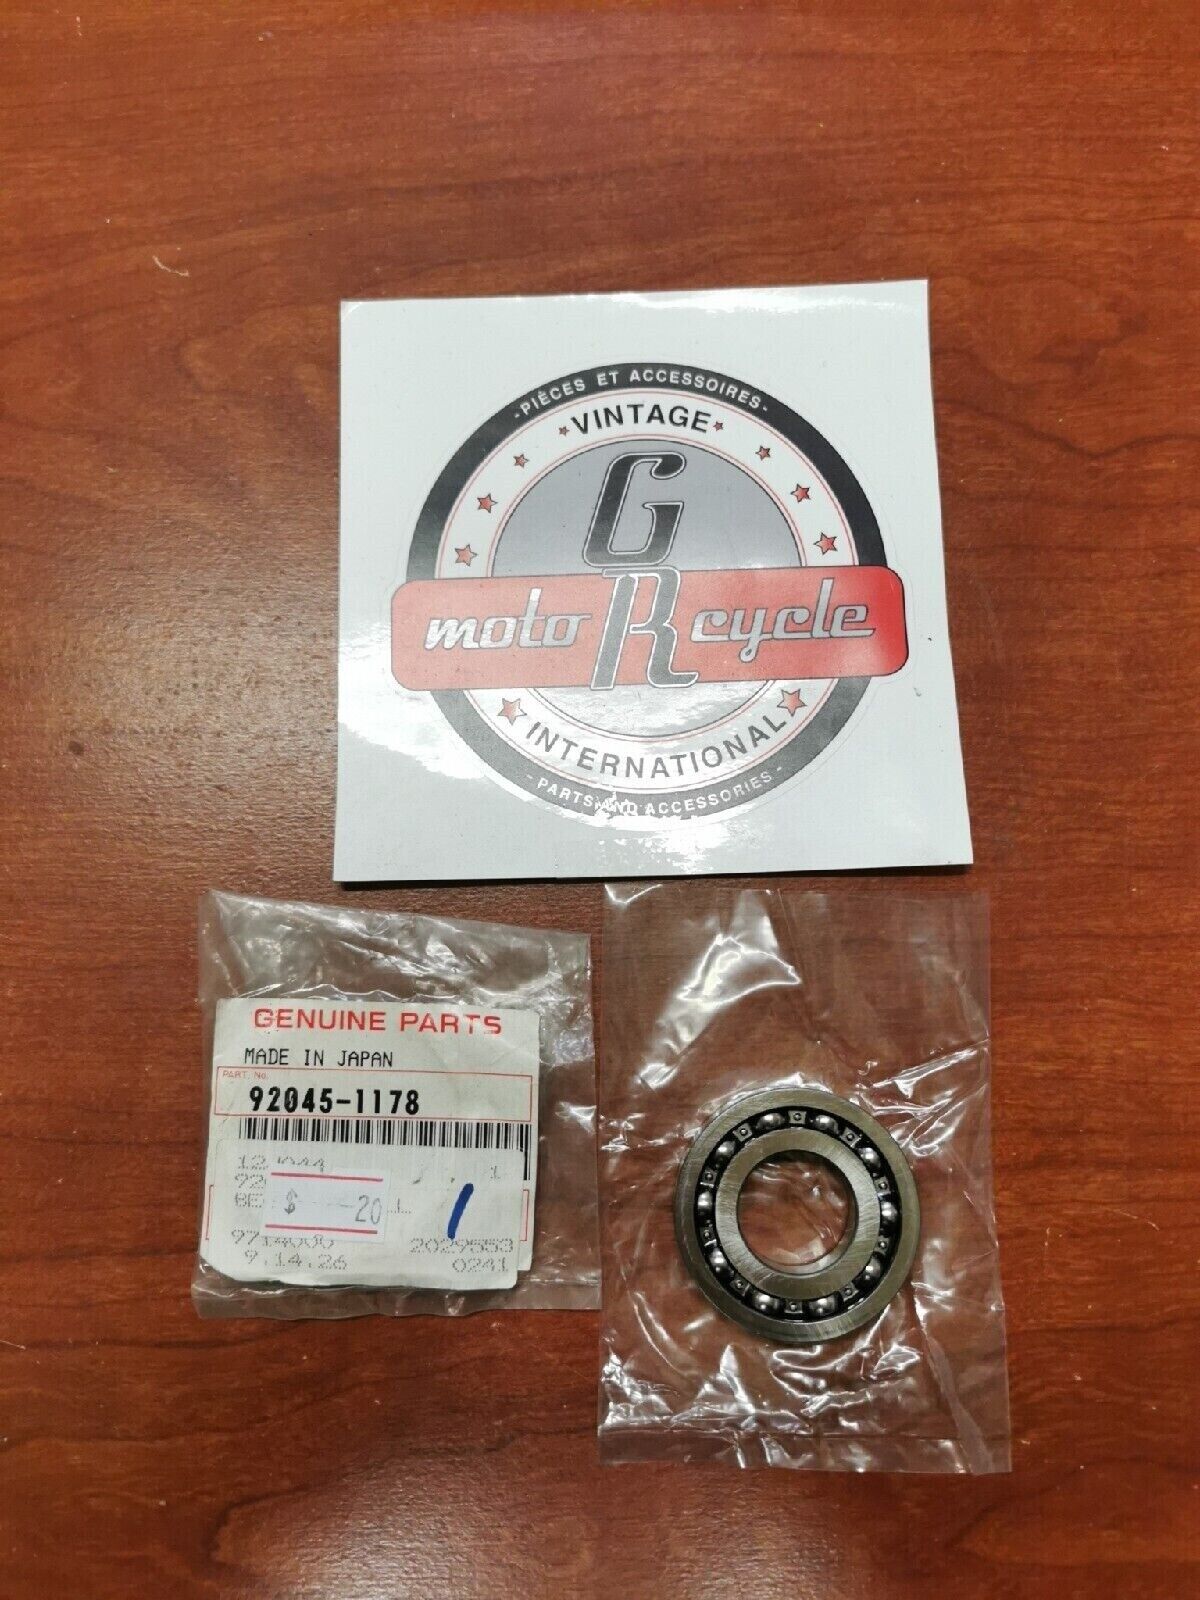 -PIÈCES ET ACCESSOIRES-
VINTAGE
G
moto R cycle
INTERNATIONAL
- PARTS AND ACCESSORIES -
GENUINE PARTS
MADE IN JAPAN
PART. No.
92045-1178
1
$ -20
2029553
9.14.26 0241